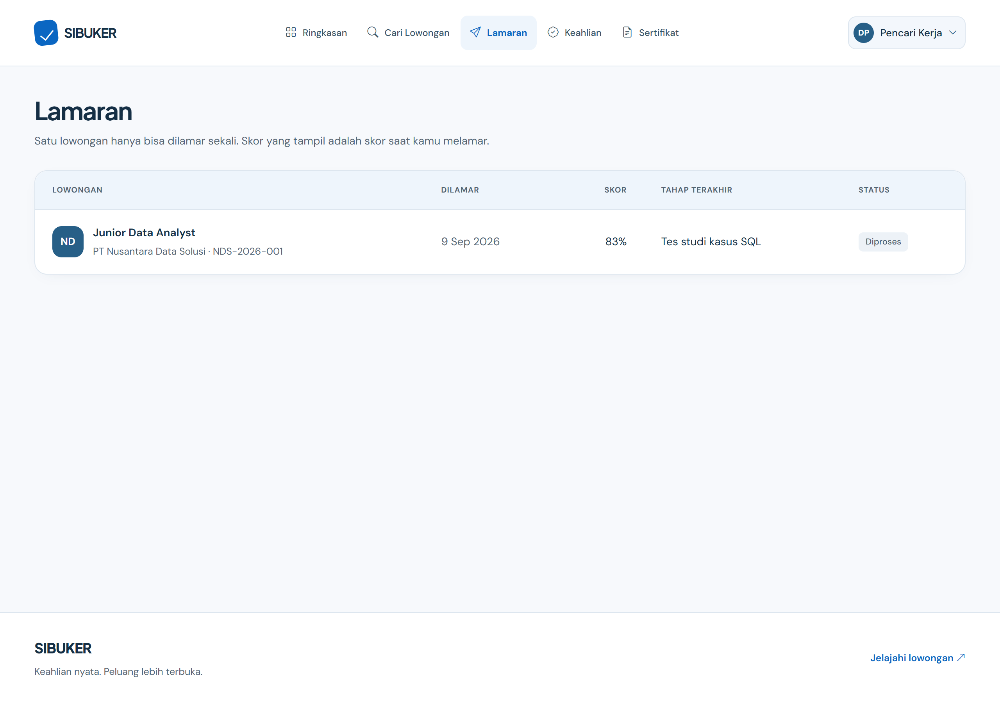 SIBUKER
Ringkasan
Cari Lowongan
Lamaran
Keahlian
Sertifikat
DP
Pencari Kerja
Lamaran
Satu lowongan hanya bisa dilamar sekali. Skor yang tampil adalah skor saat kamu melamar.
LOWONGAN
DILAMAR
SKOR
TAHAP TERAKHIR
STATUS
ND
Junior Data Analyst
PT Nusantara Data Solusi · NDS-2026-001
9 Sep 2026
83%
Tes studi kasus SQL
Diproses
SIBUKER
Keahlian nyata. Peluang lebih terbuka.
Jelajahi lowongan